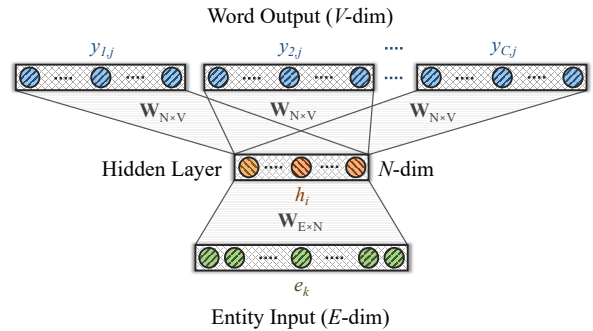 Word Output (V-dim)
y1,j y2,j .... yC,j
.... .... .... .... .... .... ....
WN×V WN×V WN×V
Hidden Layer .... .... N-dim
hi
WE×N
.... ....
ek
Entity Input (E-dim)